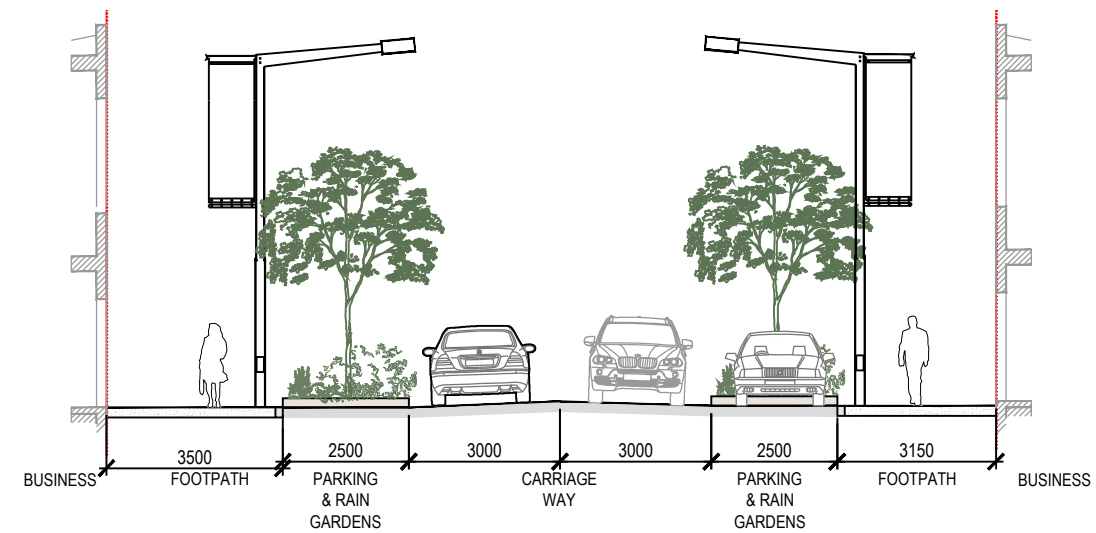 3500
2500
3000
3000
2500
3150
BUSINESS
FOOTPATH
PARKING
& RAIN
GARDENS
CARRIAGE
WAY
PARKING
& RAIN
GARDENS
FOOTPATH
BUSINESS